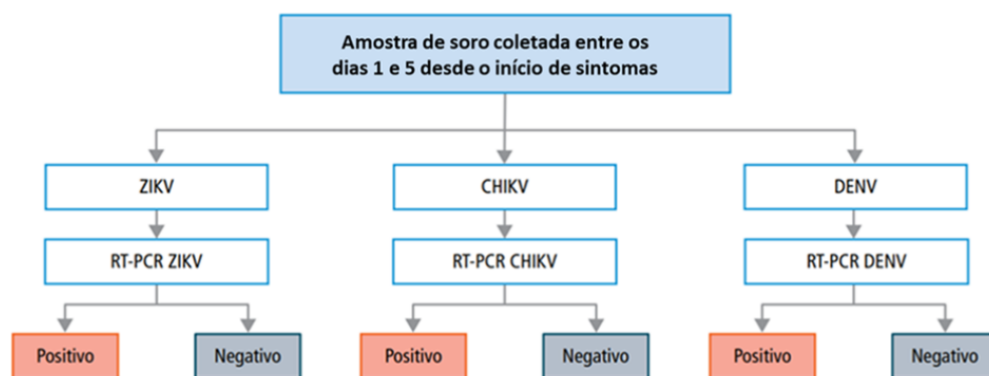 Amostra de soro coletada entre os
dias 1 e 5 desde o início de sintomas
ZIKV
CHIKV
DENV
RT-PCR ZIKV
RT-PCR CHIKV
RT-PCR DENV
Positivo
Negativo
Positivo
Negativo
Positivo
Negativo